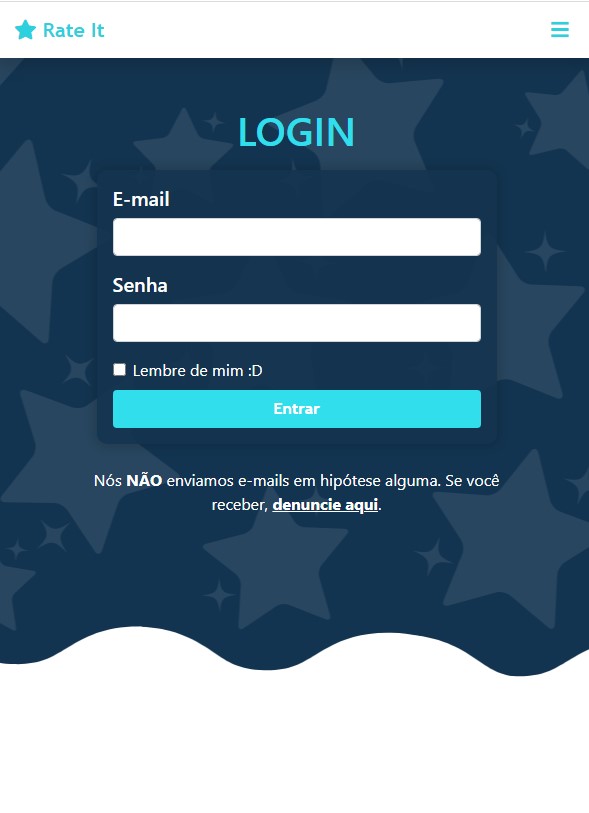 Rate It
LOGIN
E-mail
Senha
Lembre de mim :D
Entrar
Nós NÃO enviamos e-mails em hipótese alguma. Se você
receber, denuncie aqui.